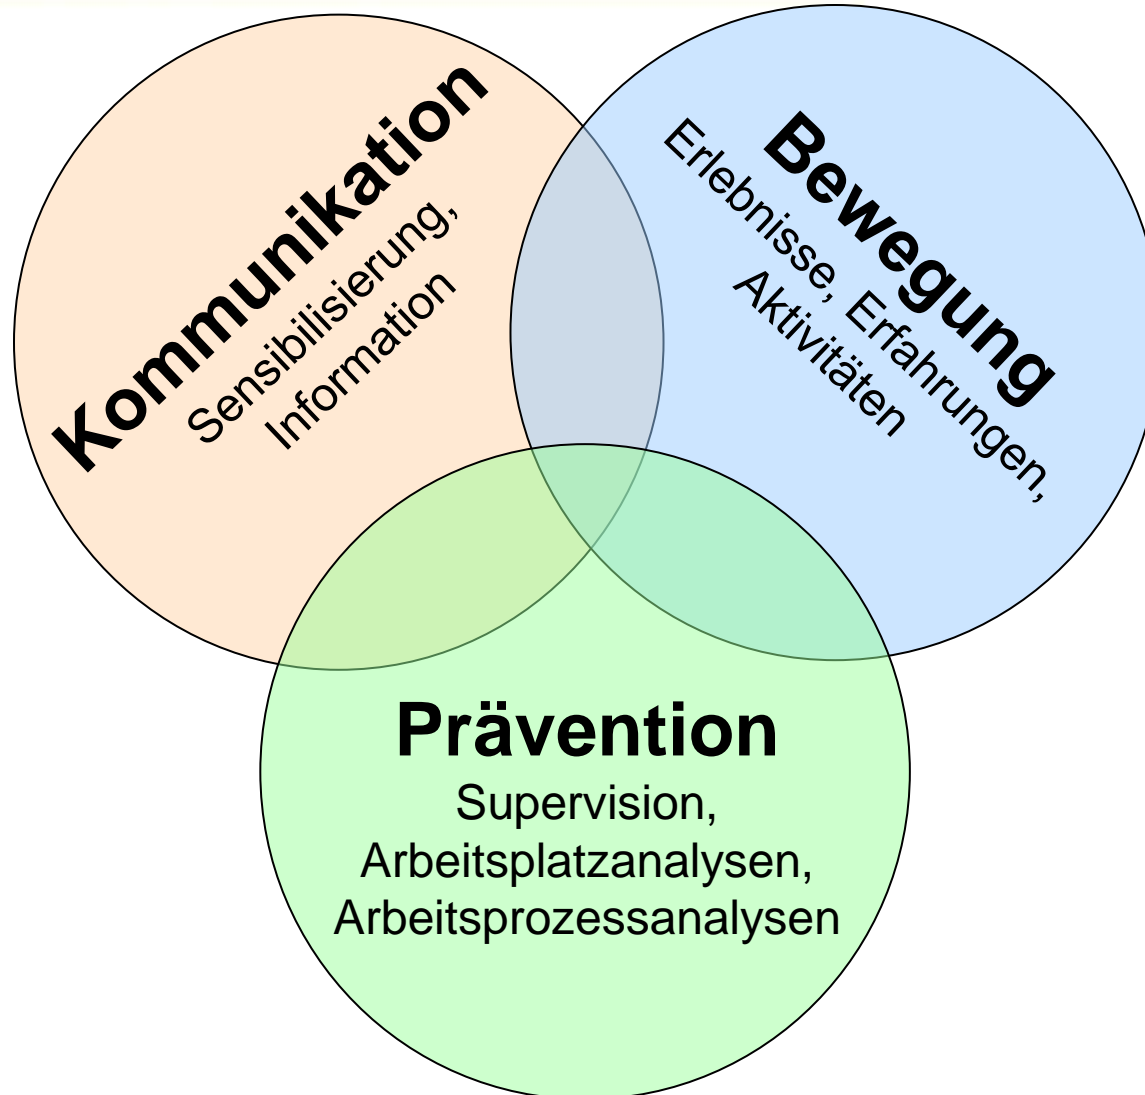 Kommunikation
Sensibilisierung,
Information
Bewegung
Erlebnisse, Erfahrungen,
Aktivitäten
Prävention
Supervision,
Arbeitsplatzanalysen,
Arbeitsprozessanalysen